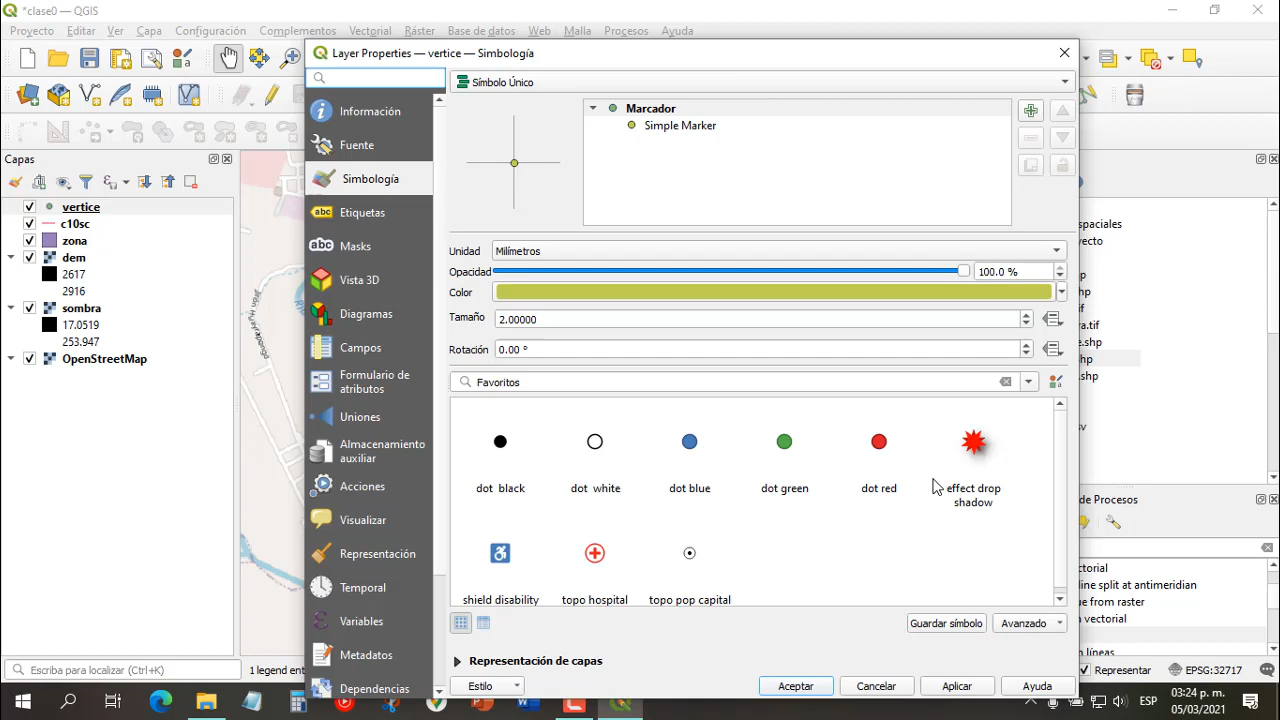 *clase0 — QGIS
Proyecto Editar Ver Capa Configuración Complementos Vectorial Ráster Base de datos Web Malla Procesos Ayuda
Layer Properties — vertice — Simbología
Símbolo Único
Información
Fuente
Simbología
Etiquetas
Masks
Vista 3D
Diagramas
Campos
Formulario de
atributos
Uniones
Almacenamiento
auxiliar
Acciones
Visualizar
Representación
Temporal
Variables
Metadatos
Dependencias
Marcador
Simple Marker
Unidad Milímetros
Opacidad 100.0 %
Color
Tamaño 2.00000
Rotación 0.00 °
Favoritos
dot black
dot white
dot blue
dot green
dot red
effect drop
shadow
shield disability
topo hospital
topo pop capital
Guardar símbolo Avanzado
Representación de capas
Estilo Aceptar Cancelar Aplicar Ayuda
Capas
vertice
c10sc
zona
dem
2617
2916
sombra
17.0519
253.947
OpenStreetMap
Escribe para localizar (Ctrl+K)
1 legend ent
espaciales
yecto
.tif
.shp
.shp
de Procesos
ectorial
line split at antimeridian
ue from raster
vectorial
n líneas
Representar
EPSG:32717
ESP
03:24 p. m.
05/03/2021